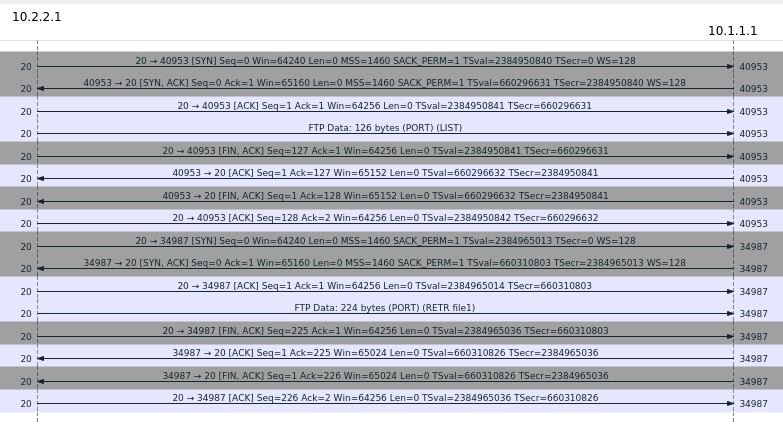 10.2.2.1
10.1.1.1
20 20 → 40953 [SYN] Seq=0 Win=64240 Len=0 MSS=1460 SACK_PERM=1 TSval=2384950840 TSecr=0 WS=128 40953
20 40953 → 20 [SYN, ACK] Seq=0 Ack=1 Win=65160 Len=0 MSS=1460 SACK_PERM=1 TSval=660296631 TSecr=2384950840 WS=128 40953
20 20 → 40953 [ACK] Seq=1 Ack=1 Win=64256 Len=0 TSval=2384950841 TSecr=660296631 40953
20 FTP Data: 126 bytes (PORT) (LIST) 40953
20 20 → 40953 [FIN, ACK] Seq=127 Ack=1 Win=64256 Len=0 TSval=2384950841 TSecr=660296631 40953
20 40953 → 20 [ACK] Seq=1 Ack=127 Win=65152 Len=0 TSval=660296632 TSecr=2384950841 40953
20 40953 → 20 [FIN, ACK] Seq=1 Ack=128 Win=65152 Len=0 TSval=660296632 TSecr=2384950841 40953
20 20 → 40953 [ACK] Seq=128 Ack=2 Win=64256 Len=0 TSval=2384950842 TSecr=660296632 40953
20 20 → 34987 [SYN] Seq=0 Win=64240 Len=0 MSS=1460 SACK_PERM=1 TSval=2384965013 TSecr=0 WS=128 34987
20 34987 → 20 [SYN, ACK] Seq=0 Ack=1 Win=65160 Len=0 MSS=1460 SACK_PERM=1 TSval=660310803 TSecr=2384965013 WS=128 34987
20 20 → 34987 [ACK] Seq=1 Ack=1 Win=64256 Len=0 TSval=2384965014 TSecr=660310803 34987
20 FTP Data: 224 bytes (PORT) (RETR file1) 34987
20 20 → 34987 [FIN, ACK] Seq=225 Ack=1 Win=64256 Len=0 TSval=2384965036 TSecr=660310803 34987
20 34987 → 20 [ACK] Seq=1 Ack=225 Win=65024 Len=0 TSval=660310826 TSecr=2384965036 34987
20 34987 → 20 [FIN, ACK] Seq=1 Ack=226 Win=65024 Len=0 TSval=660310826 TSecr=2384965036 34987
20 20 → 34987 [ACK] Seq=226 Ack=2 Win=64256 Len=0 TSval=2384965036 TSecr=660310826 34987